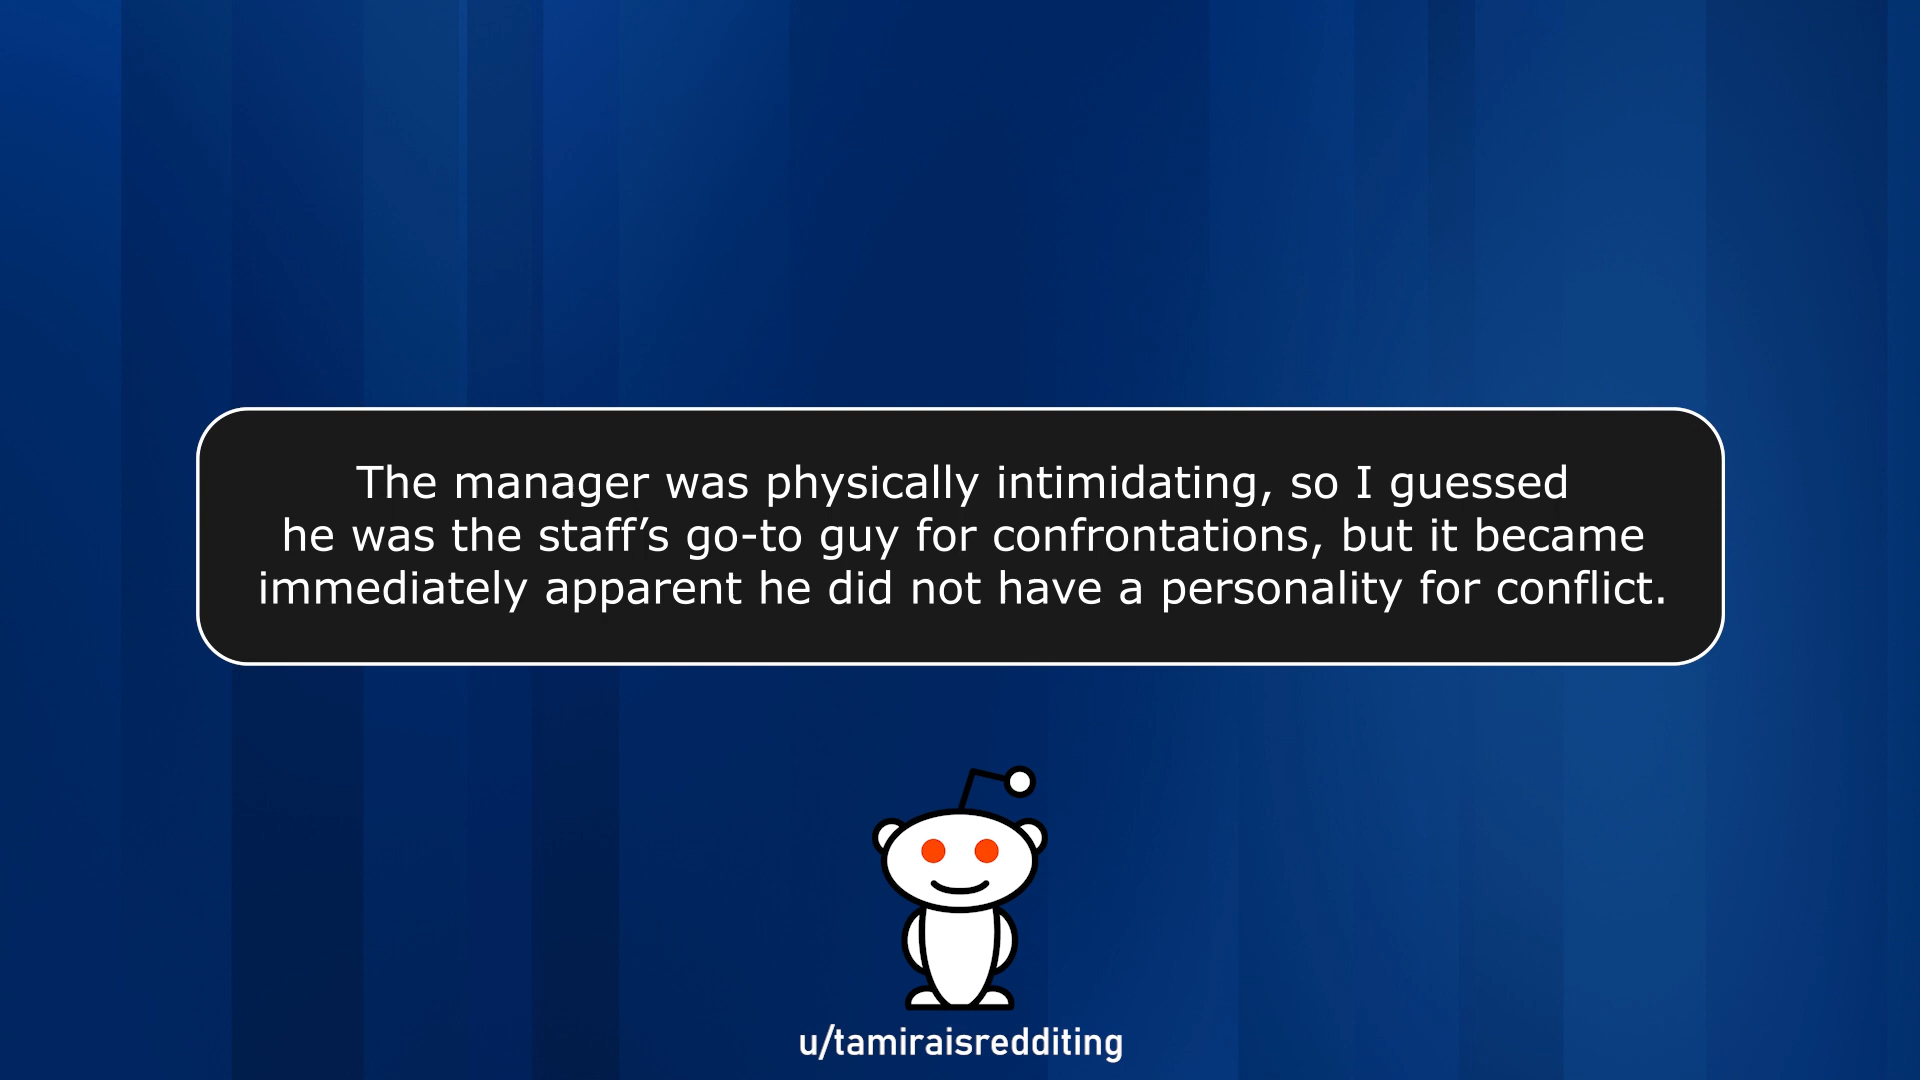 The manager was physically intimidating, so I guessed
he was the staff’s go-to guy for confrontations, but it became
immediately apparent he did not have a personality for conflict.
u/tamiraisredditing